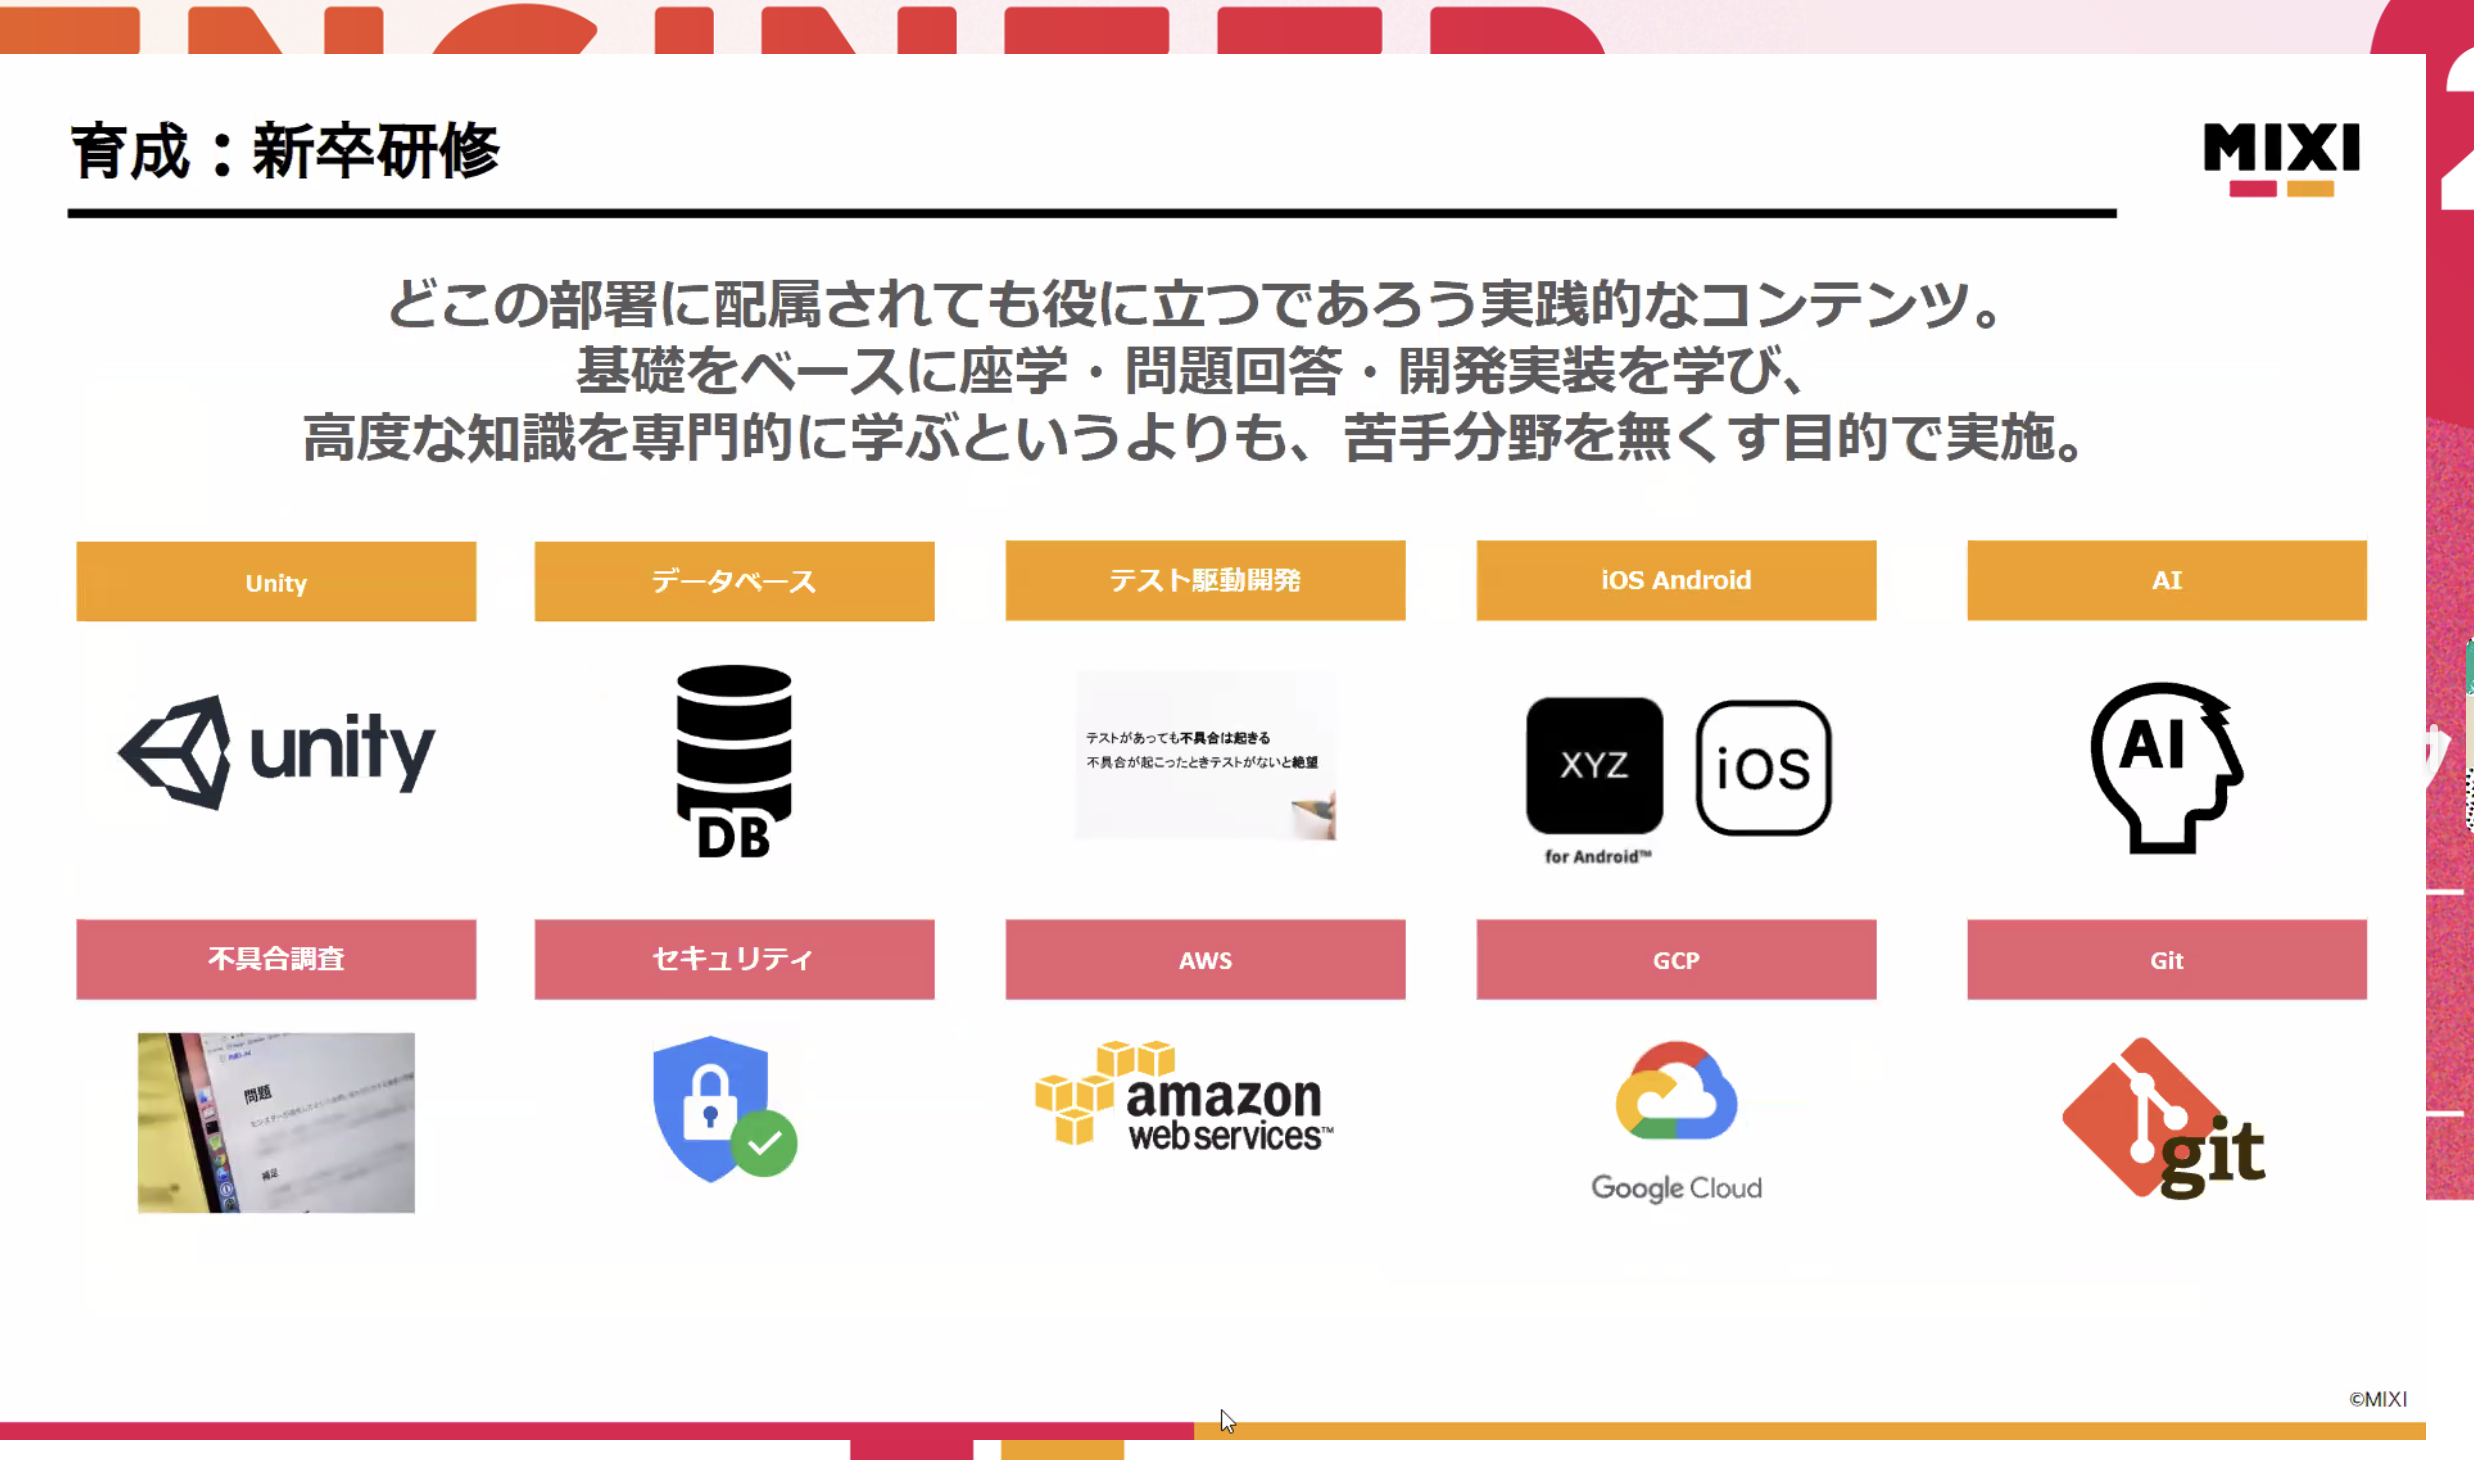 ENGINEER
2
育成：新卒研修
MIXI
どこの部署に配属されても役に立つであろう実践的なコンテンツ。
基礎をベースに座学・問題回答・開発実装を学び、
高度な知識を専門的に学ぶというよりも、苦手分野を無くす目的で実施。
Unity
データベース
テスト駆動開発
iOS Android
AI
unity
DB
テストがあっても不具合は起きる
不具合が起こったときテストがないと絶望
XYZ
for Android™
iOS
AI
不具合調査
セキュリティ
AWS
GCP
Git
問題
補足
amazon
web services™
Google Cloud
git
©MIXI